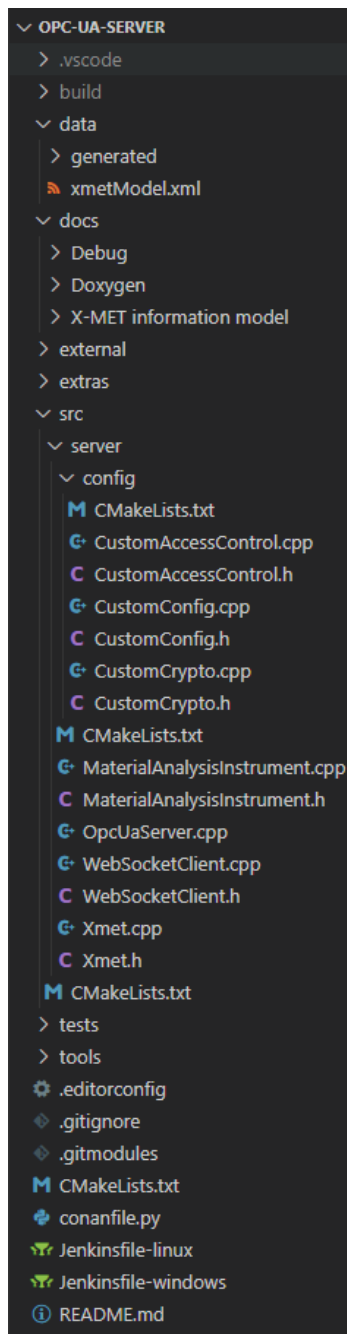 OPC-UA-SERVER
.vscode
build
data
generated
xmetModel.xml
docs
Debug
Doxygen
X-MET information model
external
extras
src
server
config
CMakeLists.txt
CustomAccessControl.cpp
CustomAccessControl.h
CustomConfig.cpp
CustomConfig.h
CustomCrypto.cpp
CustomCrypto.h
CMakeLists.txt
MaterialAnalysisInstrument.cpp
MaterialAnalysisInstrument.h
OpcUaServer.cpp
WebSocketClient.cpp
WebSocketClient.h
Xmet.cpp
Xmet.h
CMakeLists.txt
tests
tools
.editorconfig
.gitignore
.gitmodules
CMakeLists.txt
conanfile.py
Jenkinsfile-linux
Jenkinsfile-windows
README.md